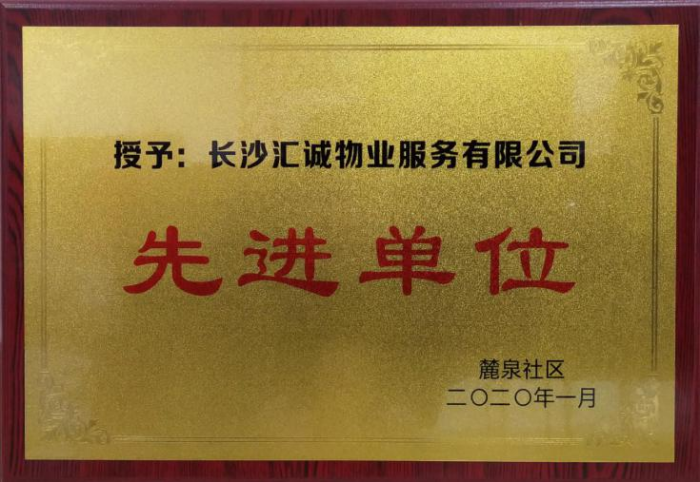 授予：长沙汇诚物业服务有限公司
先进单位
麓泉社区
二〇二〇年一月